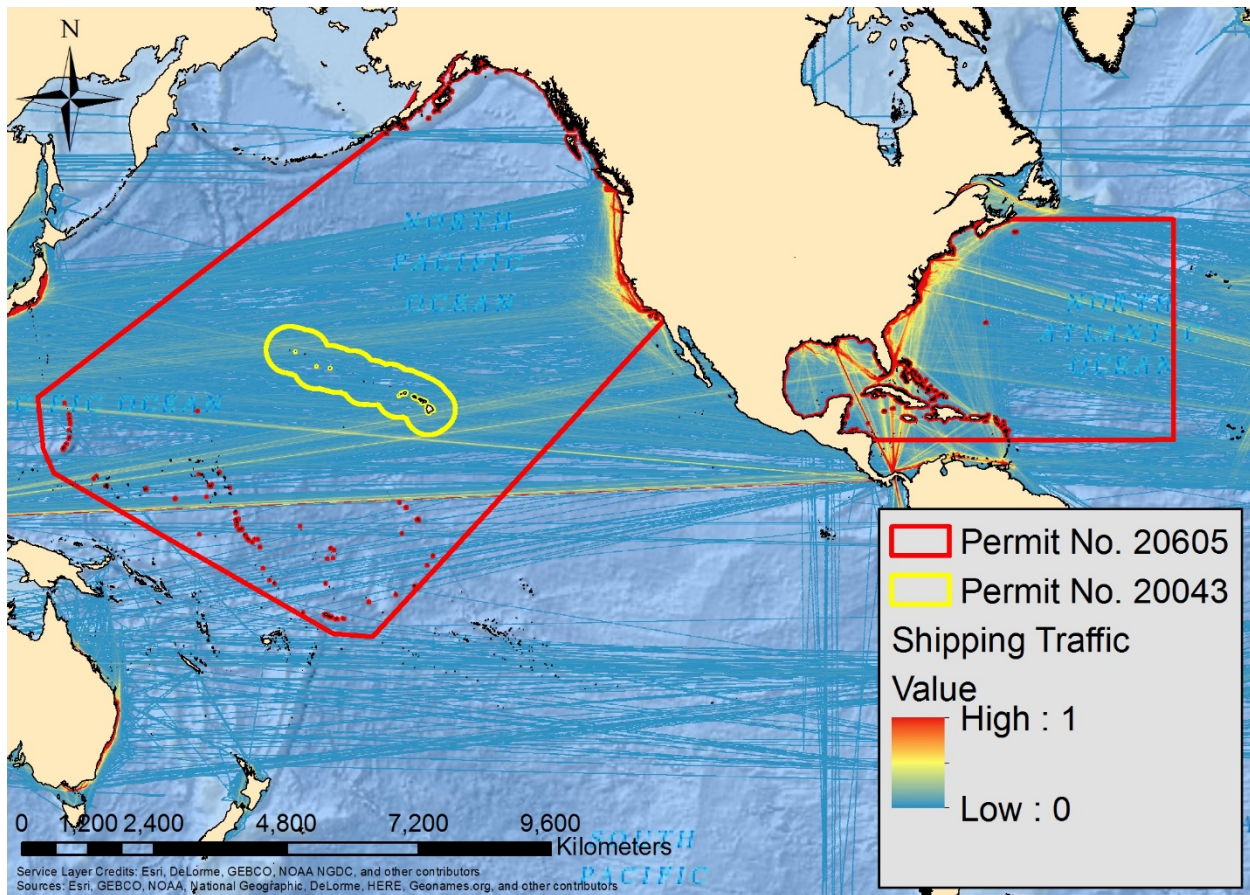 N
NORTH
PACIFIC
OCEAN
NORTH
ATLANTIC
OCEAN
OCEAN
Permit No. 20605
Permit No. 20043
Shipping Traffic
Value
High : 1
Low : 0
0 1,200 2,400 4,800 7,200 9,600
Kilometers
SOUTH
PACIFIC
Service Layer Credits: Esri, DeLorme, GEBCO, NOAA NGDC, and other contributors
Sources: Esri, GEBCO, NOAA, National Geographic, DeLorme, HERE, Geonames.org, and other contributors